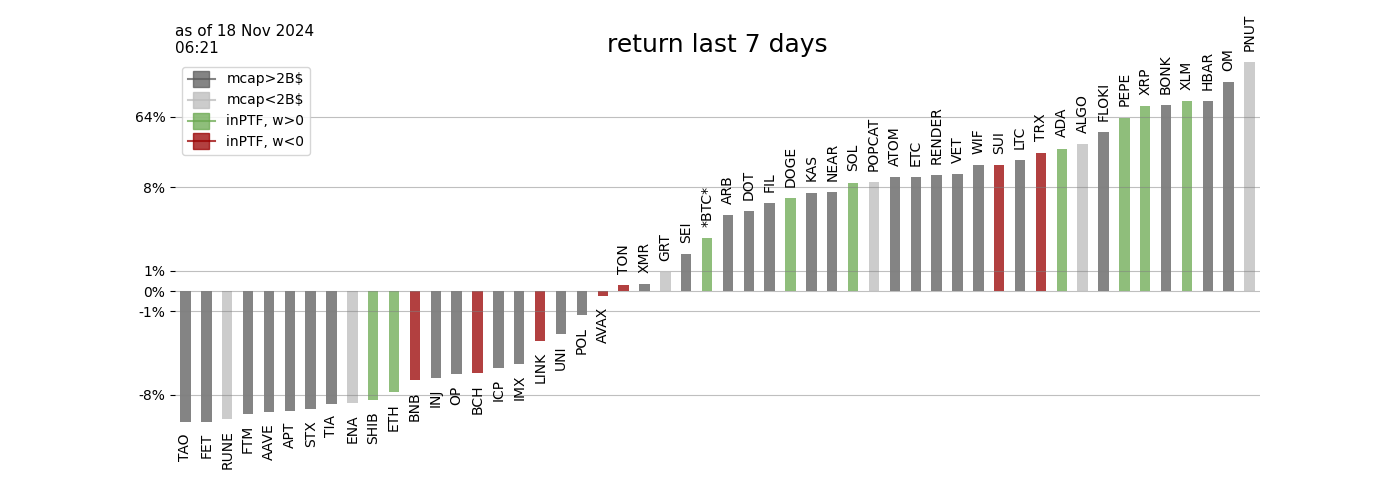 as of 18 Nov 2024
06:21
return last 7 days
mcap>2B$
mcap<2B$
inPTF, w>0
inPTF, w<0
64%
8%
1%
0%
-1%
-8%
TAO
FET
RUNE
FTM
AAVE
APT
STX
TIA
ENA
SHIB
ETH
BNB
INJ
OP
BCH
ICP
IMX
LINK
UNI
POL
AVAX
TON
XMR
GRT
SEI
*BTC*
ARB
DOT
FIL
DOGE
KAS
NEAR
SOL
POPCAT
ATOM
ETC
RENDER
VET
WIF
SUI
LTC
TRX
ADA
ALGO
FLOKI
PEPE
XRP
BONK
XLM
HBAR
OM
PNUT